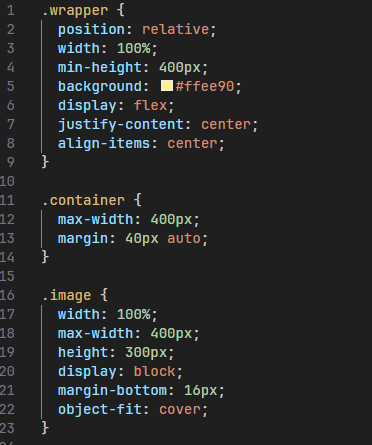 1 .wrapper {
2 position: relative;
3 width: 100%;
4 min-height: 400px;
5 background: #ffee90;
6 display: flex;
7 justify-content: center;
8 align-items: center;
9 }
10
11 .container {
12 max-width: 400px;
13 margin: 40px auto;
14 }
15
16 .image {
17 width: 100%;
18 max-width: 400px;
19 height: 300px;
20 display: block;
21 margin-bottom: 16px;
22 object-fit: cover;
23 }